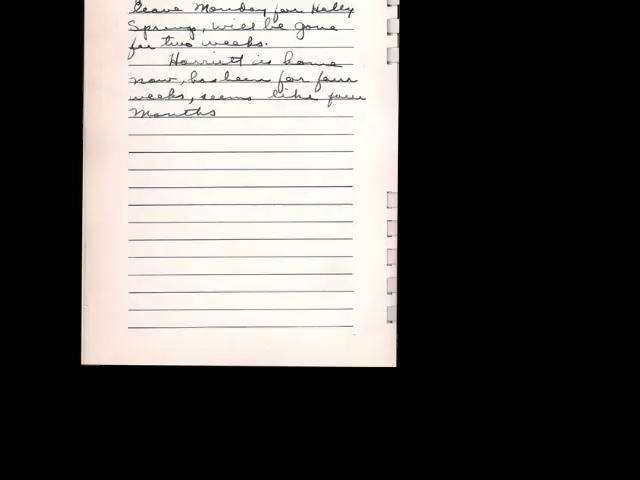 leave Monday for Holly
Springs, will be gone
for two weeks.
Harriett is home
now, has been for four
weeks, seems like four
Months